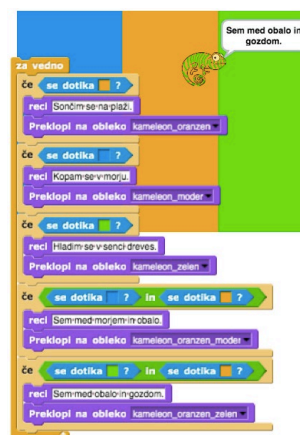 Sem med obalo in
gozdom.
za vedno
če se dotika ?
reci Sončim·se·na·plaži.
Preklopi na obleko kameleon_oranzen
če se dotika ?
reci Kopam·se·v·morju.
Preklopi na obleko kameleon_moder
če se dotika ?
reci Hladim·se·v·senci·dreves.
Preklopi na obleko kameleon_zelen
če se dotika ? in se dotika ?
reci Sem·med·morjem·in·obalo.
Preklopi na obleko kameleon_oranzen_moder
če se dotika ? in se dotika ?
reci Sem·med·obalo·in·gozdom.
Preklopi na obleko kameleon_oranzen_zelen